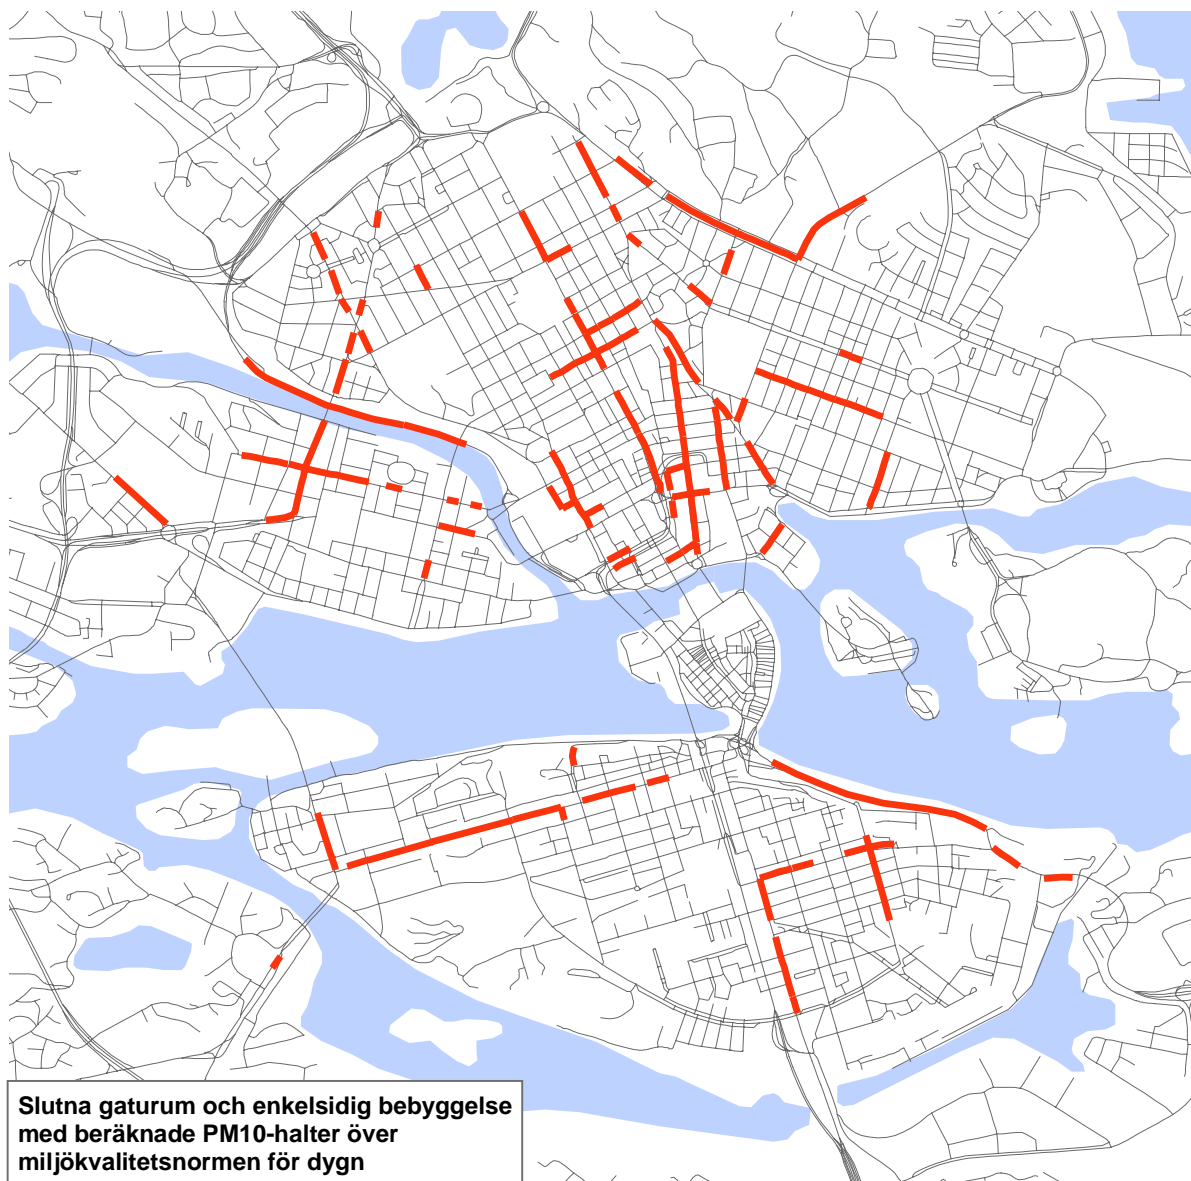 Slutna gaturum och enkelsidig bebyggelse
med beräknade PM10-halter över
miljökvalitetsnormen för dygn